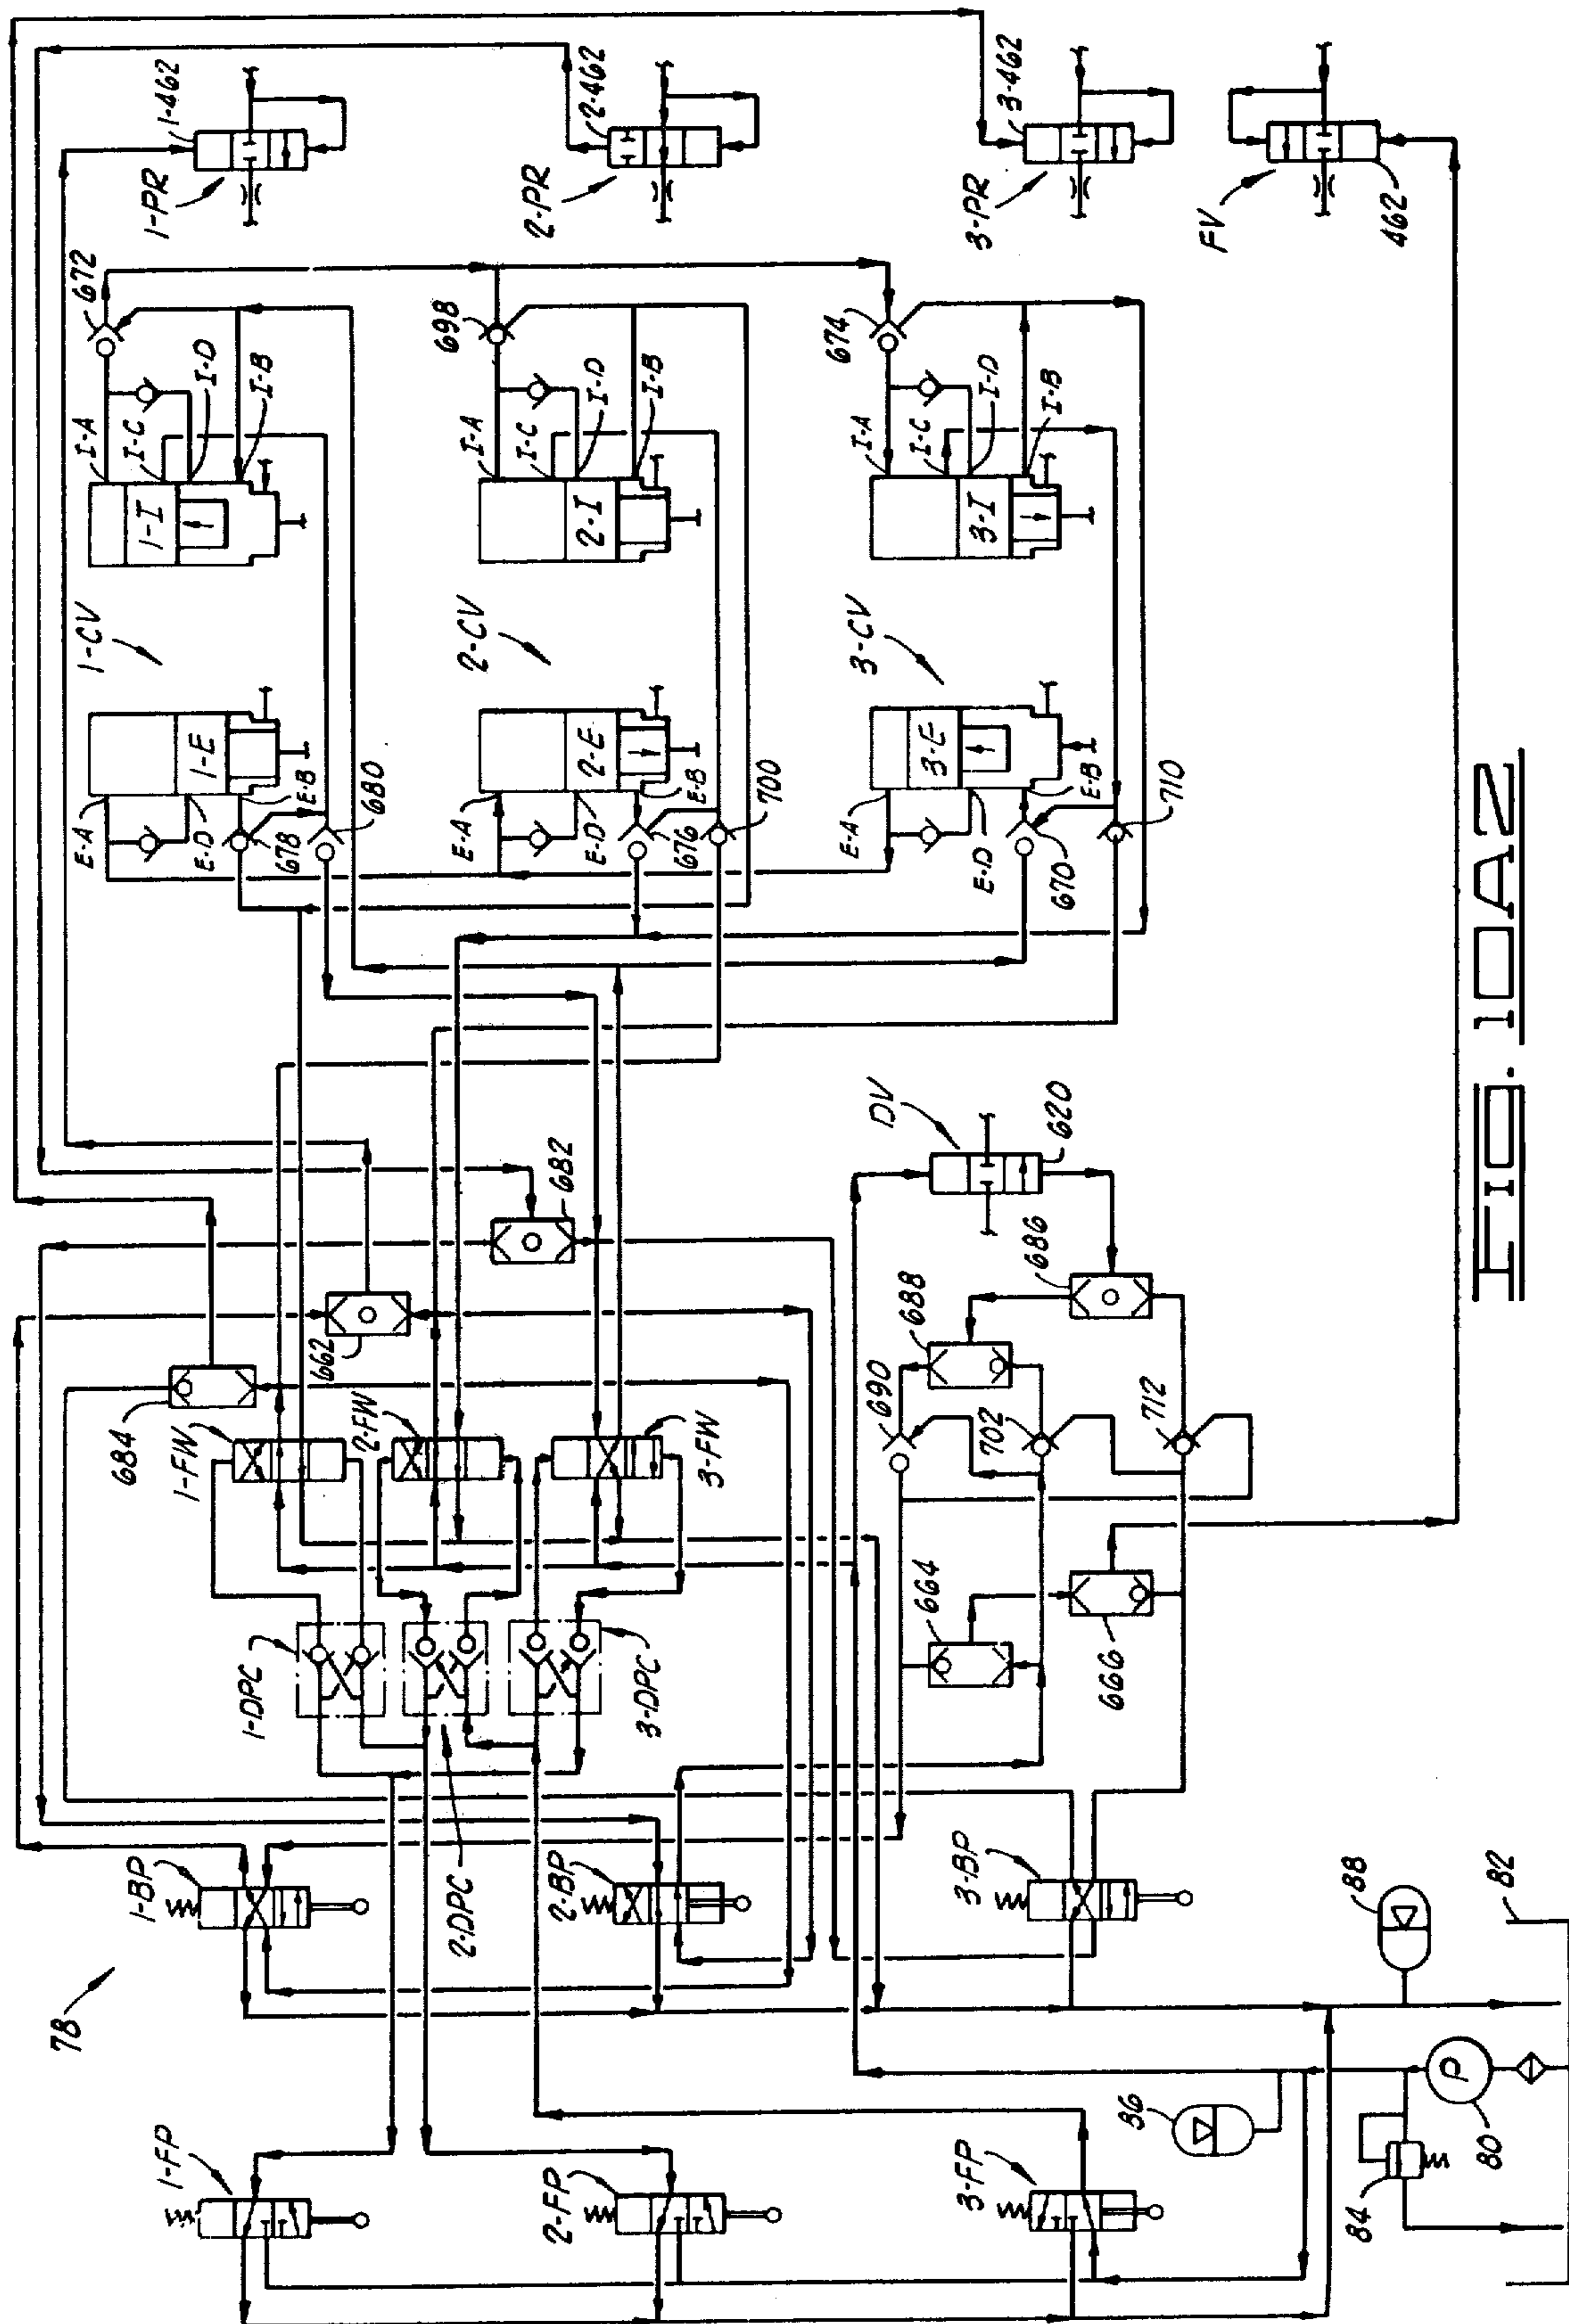 78
1-FP
2-FP
3-FP
1-BP
2-BP
3-BP
86
84
80
P
88
82
1-DPC
2-DPC
3-DPC
1-FW
2-FW
3-FW
684
662
682
664
666
690
702
712
688
686
DV
620
1-CV
1-E
E-A
E-D
E-B
678
680
1-I
I-A
I-C
I-D
I-B
672
2-CV
2-E
E-A
E-D
E-B
676
700
2-I
I-A
I-C
I-D
I-B
698
3-CV
3-E
E-A
E-D
E-B
670
710
3-I
I-A
I-C
I-D
I-B
674
1-PR
1-462
2-PR
2-462
3-PR
3-462
FV
462
FIG. 10A2